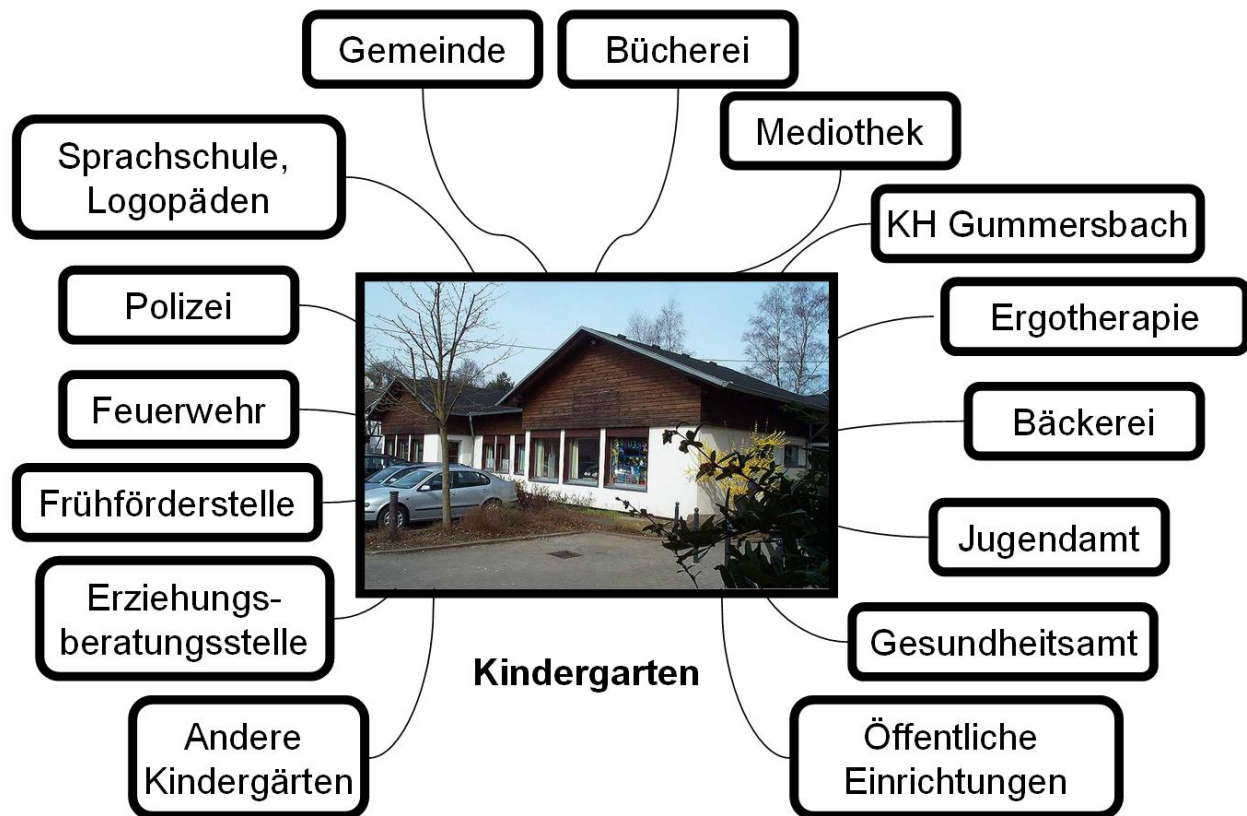 Gemeinde
Bücherei
Mediothek
Sprachschule,
Logopäden
KH Gummersbach
Polizei
Ergotherapie
Feuerwehr
Bäckerei
Frühförderstelle
Jugendamt
Erziehungs-
beratungsstelle
Gesundheitsamt
Kindergarten
Andere
Kindergärten
Öffentliche
Einrichtungen